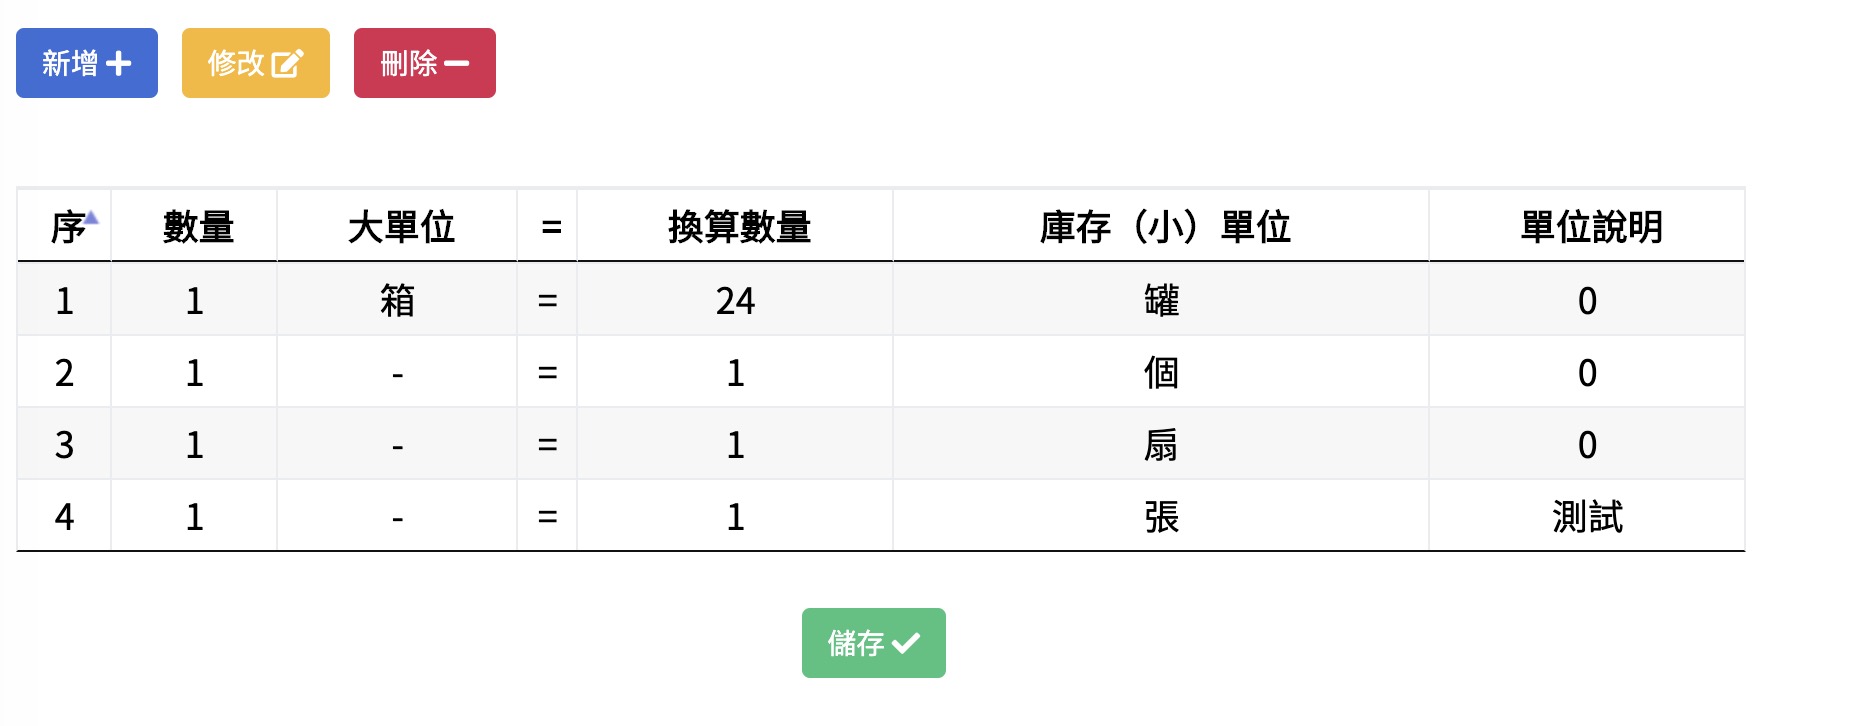 新增 修改 刪除
序 數量 大單位 = 換算數量 庫存（小）單位 單位說明
1 1 箱 = 24 罐 0
2 1 - = 1 個 0
3 1 - = 1 扇 0
4 1 - = 1 張 測試
儲存